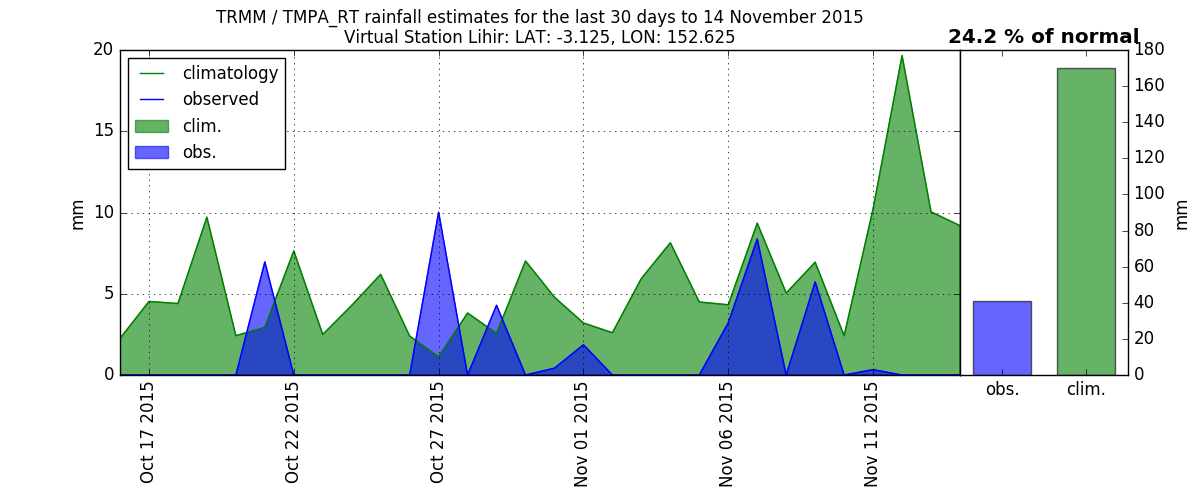 TRMM / TMPA_RT rainfall estimates for the last 30 days to 14 November 2015
Virtual Station Lihir: LAT: -3.125, LON: 152.625
24.2 % of normal
climatology
observed
clim.
obs.
20
15
10
5
0
mm
Oct 17 2015
Oct 22 2015
Oct 27 2015
Nov 01 2015
Nov 06 2015
Nov 11 2015
180
160
140
120
100
80
60
40
20
0
mm
obs.
clim.